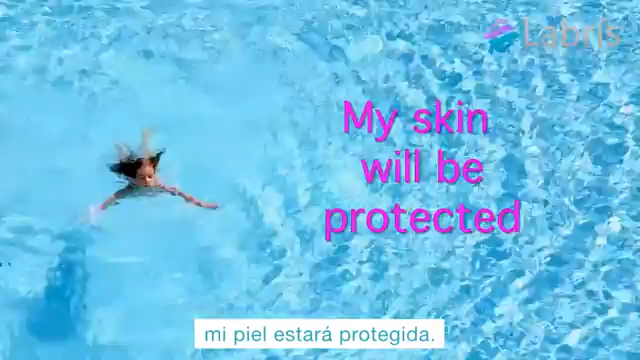 Labris
My skin
will be
protected
mi piel estará protegida.